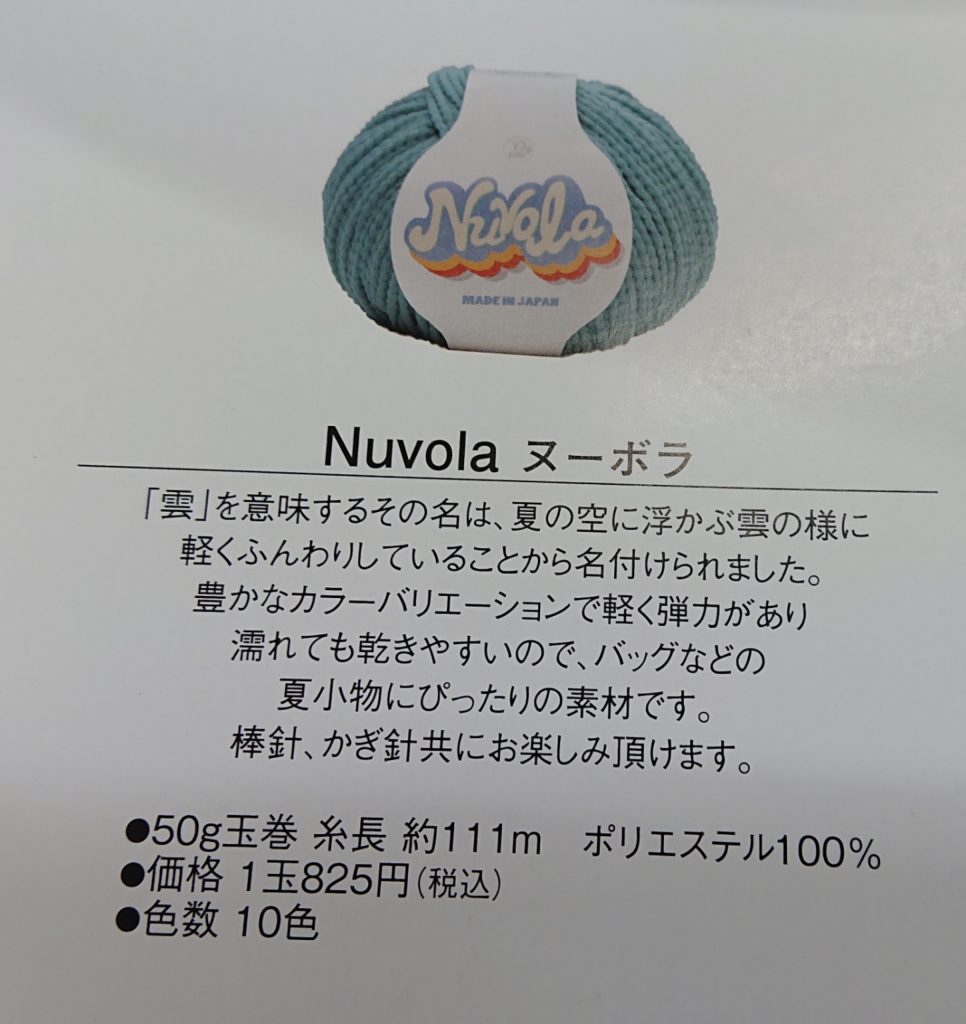 Nuvola
MADE IN JAPAN
Nuvola ヌーボラ
「雲」を意味するその名は、夏の空に浮かぶ雲の様に
軽くふんわりしていることから名付けられました。
豊かなカラーバリエーションで軽く弾力があり
濡れても乾きやすいので、バッグなどの
夏小物にぴったりの素材です。
棒針、かぎ針共にお楽しみ頂けます。
●50g玉巻 糸長 約111m　ポリエステル100%
●価格 1玉825円(税込)
●色数 10色